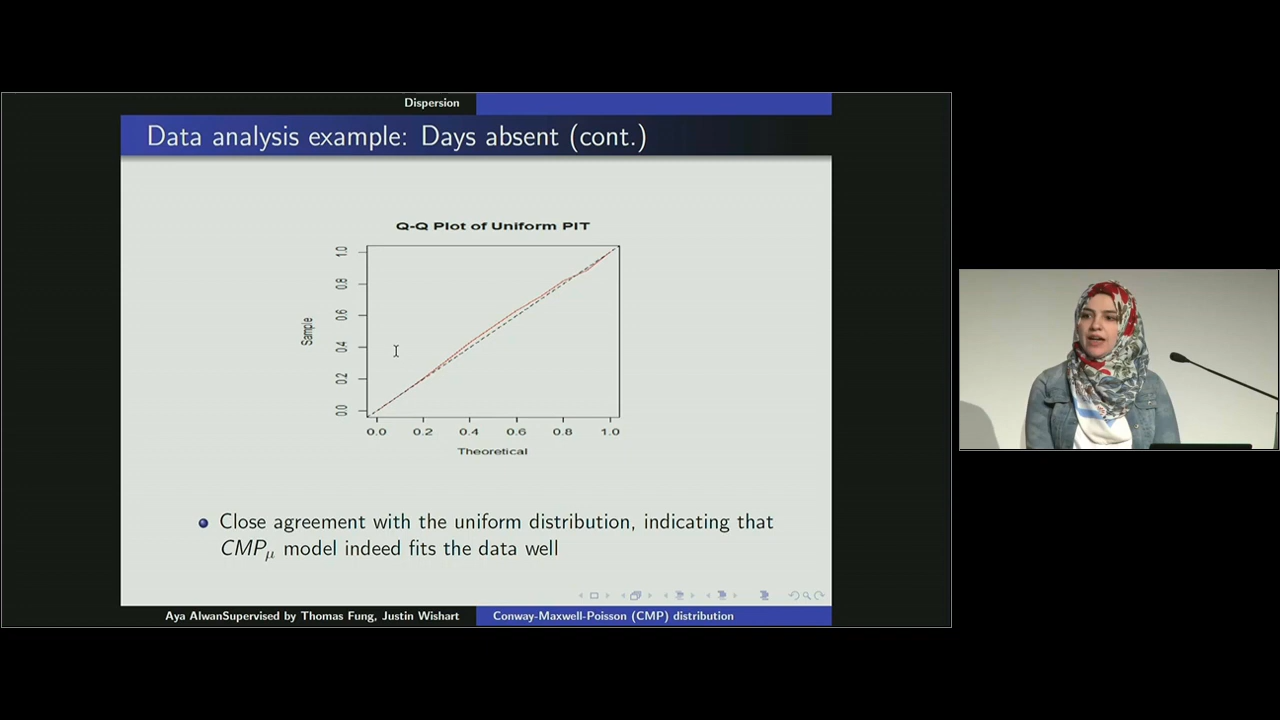 Dispersion
Data analysis example: Days absent (cont.)
Q-Q Plot of Uniform PIT
1.0
0.8
0.6
0.4
0.2
0.0
Sample
0.0 0.2 0.4 0.6 0.8 1.0
Theoretical
Close agreement with the uniform distribution, indicating that
CMPμ model indeed fits the data well
Aya AlwanSupervised by Thomas Fung, Justin Wishart
Conway-Maxwell-Poisson (CMP) distribution